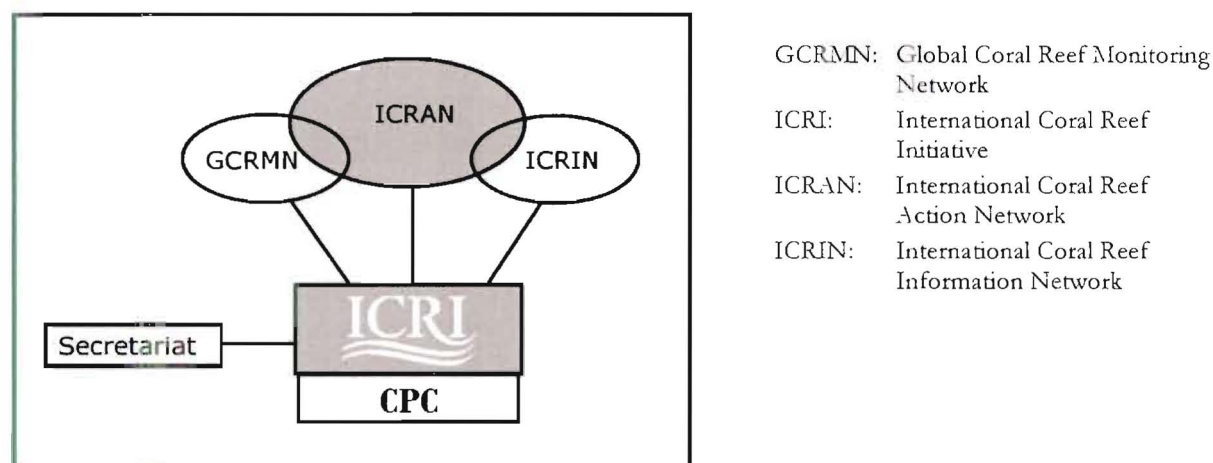 ICRAN
GCRMN
ICRIN
ICRI
Secretariat
CPC
GCRMN: Global Coral Reef Monitoring
Network
ICRI: International Coral Reef
Initiative
ICRAN: International Coral Reef
Action Network
ICRIN: International Coral Reef
Information Network